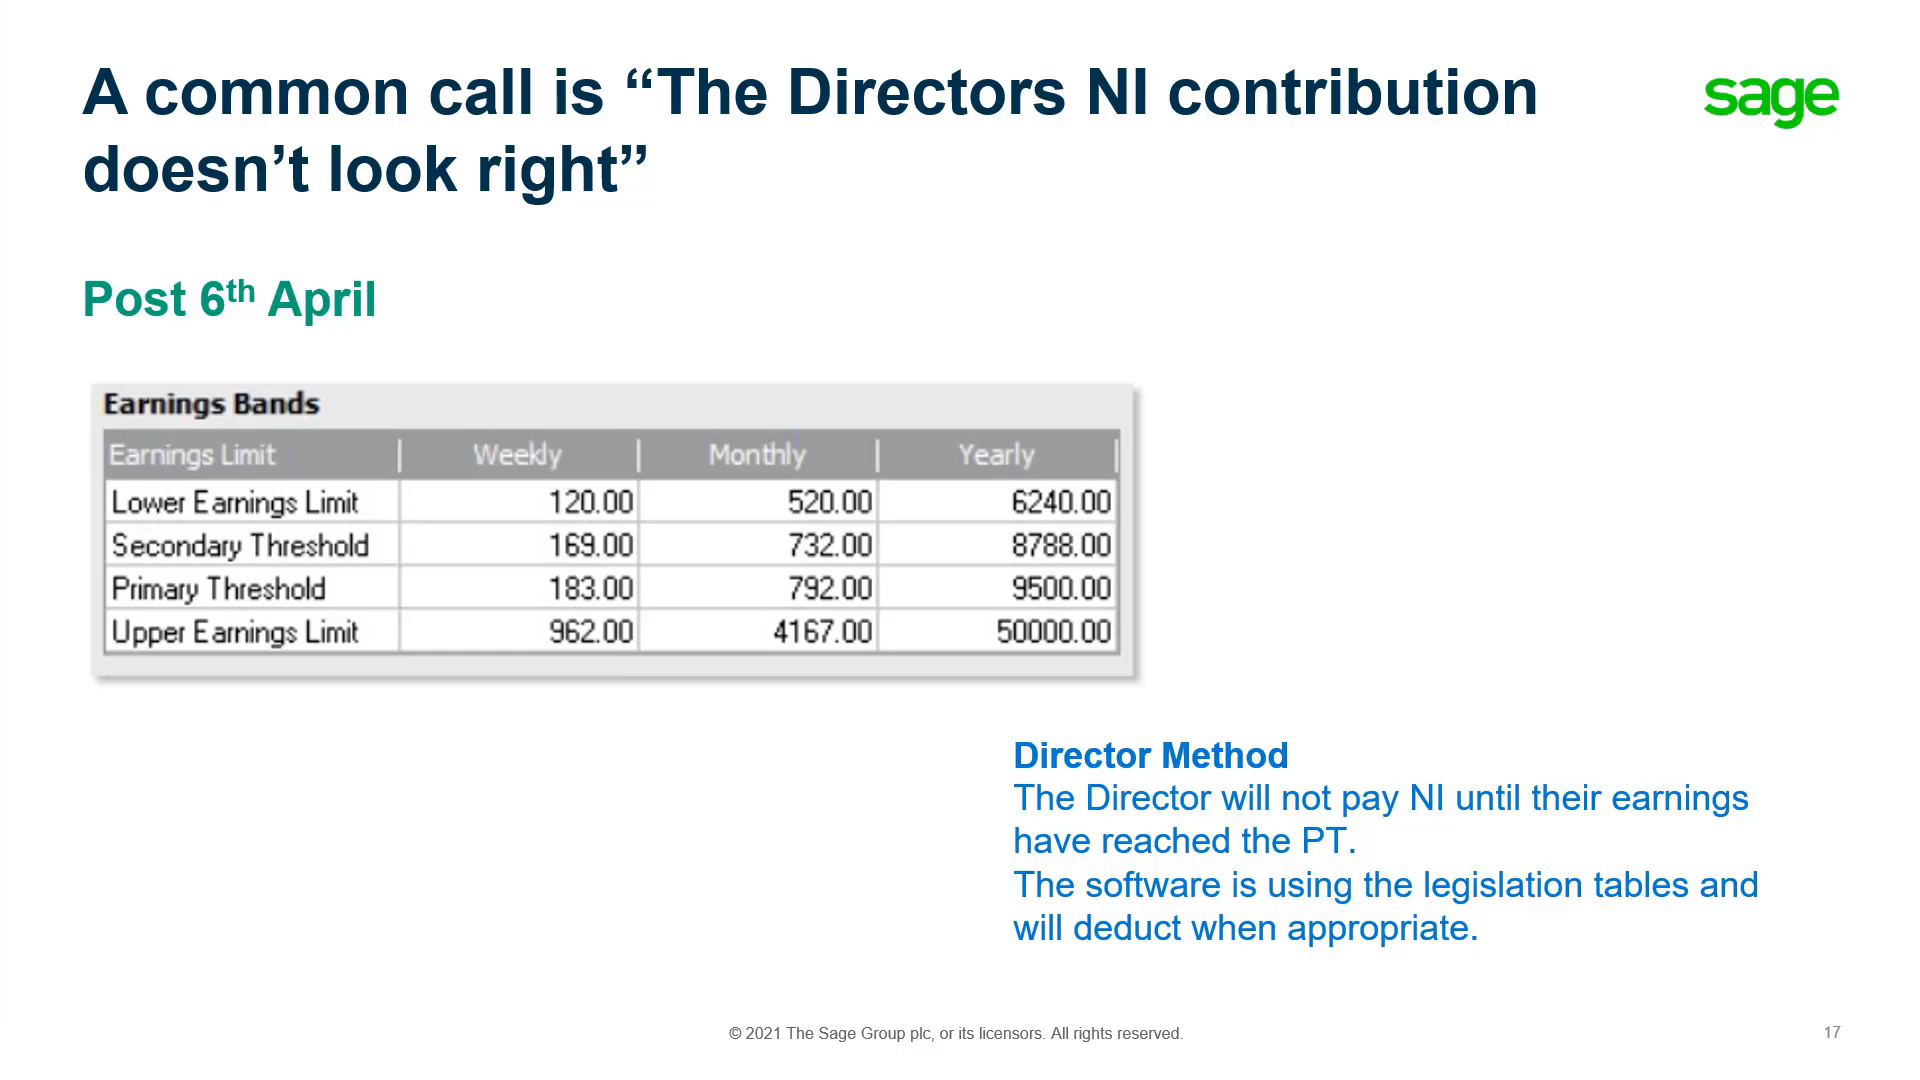 A common call is “The Directors NI contribution
doesn’t look right”
sage
Post 6th April
Earnings Bands
Earnings Limit Weekly Monthly Yearly
Lower Earnings Limit 120.00 520.00 6240.00
Secondary Threshold 169.00 732.00 8788.00
Primary Threshold 183.00 792.00 9500.00
Upper Earnings Limit 962.00 4167.00 50000.00
Director Method
The Director will not pay NI until their earnings
have reached the PT.
The software is using the legislation tables and
will deduct when appropriate.
© 2021 The Sage Group plc, or its licensors. All rights reserved.
17